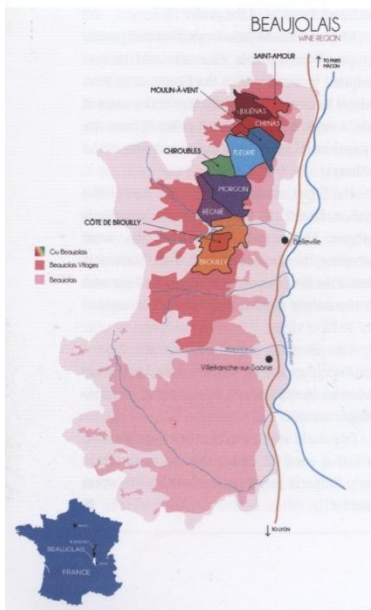 BEAUJOLAIS
WINE REGION
SAINT-AMOUR
TO PARIS
MÂCON
MOULIN-À-VENT
JULIÉNAS
CHENAS
FLEURIE
CHIROUBLES
MORGON
RÉGNIÉ
CÔTE DE BROUILLY
BROUILLY
Belleville
Cru Beaujolais
Beaujolais Villages
Beaujolais
Villefranche-sur-Saône
TO LYON
BEAUJOLAIS
FRANCE